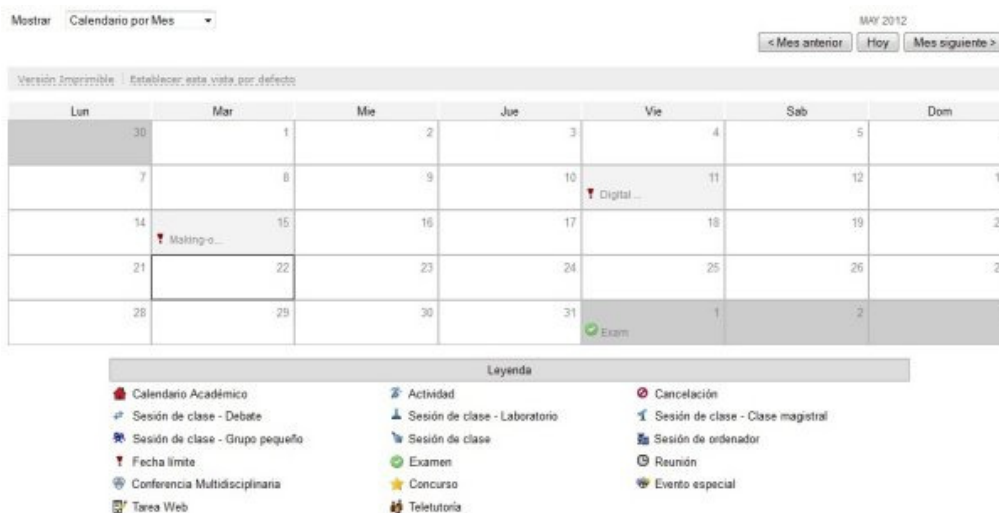 Mostrar Calendario por Mes MAY 2012
< Mes anterior Hoy Mes siguiente >
Versión Imprimible Establecer esta vista por defecto
Lun Mar Mie Jue Vie Sab Dom
30 1 2 3 4 5
7 8 9 10 11 12
Digital ...
14 15 16 17 18 19
Making-o...
21 22 23 24 25 26
28 29 30 31 1 2
Exam
Leyenda
Calendario Académico Actividad Cancelación
Sesión de clase - Debate Sesión de clase - Laboratorio Sesión de clase - Clase magistral
Sesión de clase - Grupo pequeño Sesión de clase Sesión de ordenador
Fecha límite Examen Reunión
Conferencia Multidisciplinaria Concurso Evento especial
Tarea Web Teletutoría